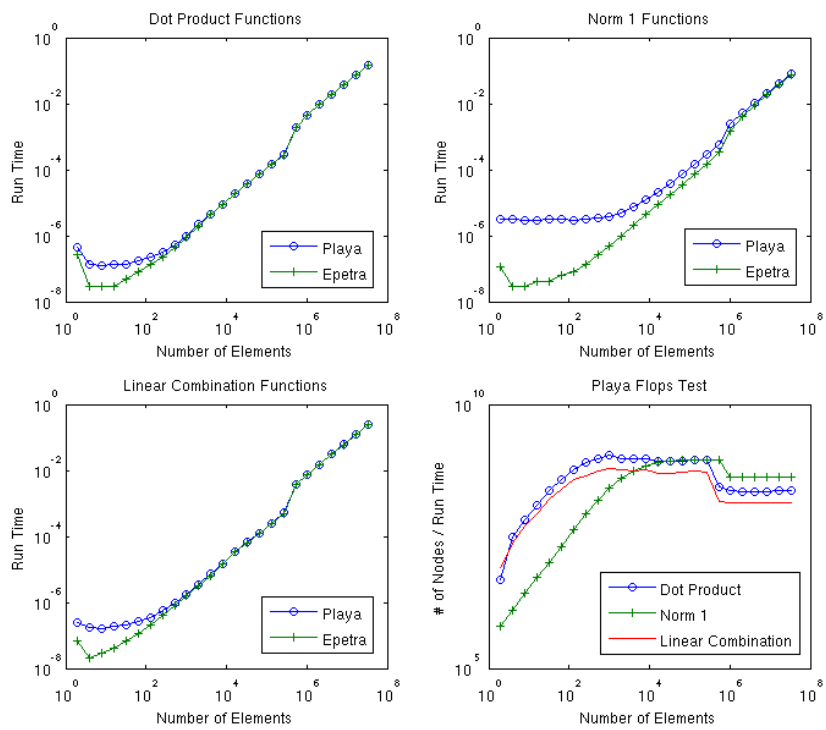 Dot Product Functions
10^0
10^-2
10^-4
10^-6
10^-8
Run Time
Playa
Epetra
10^0
10^2
10^4
10^6
10^8
Number of Elements
Norm 1 Functions
10^0
10^-2
10^-4
10^-6
10^-8
Run Time
Playa
Epetra
10^0
10^2
10^4
10^6
10^8
Number of Elements
Linear Combination Functions
10^0
10^-2
10^-4
10^-6
10^-8
Run Time
Playa
Epetra
10^0
10^2
10^4
10^6
10^8
Number of Elements
Playa Flops Test
10^10
10^5
# of Nodes / Run Time
Dot Product
Norm 1
Linear Combination
10^0
10^2
10^4
10^6
10^8
Number of Elements